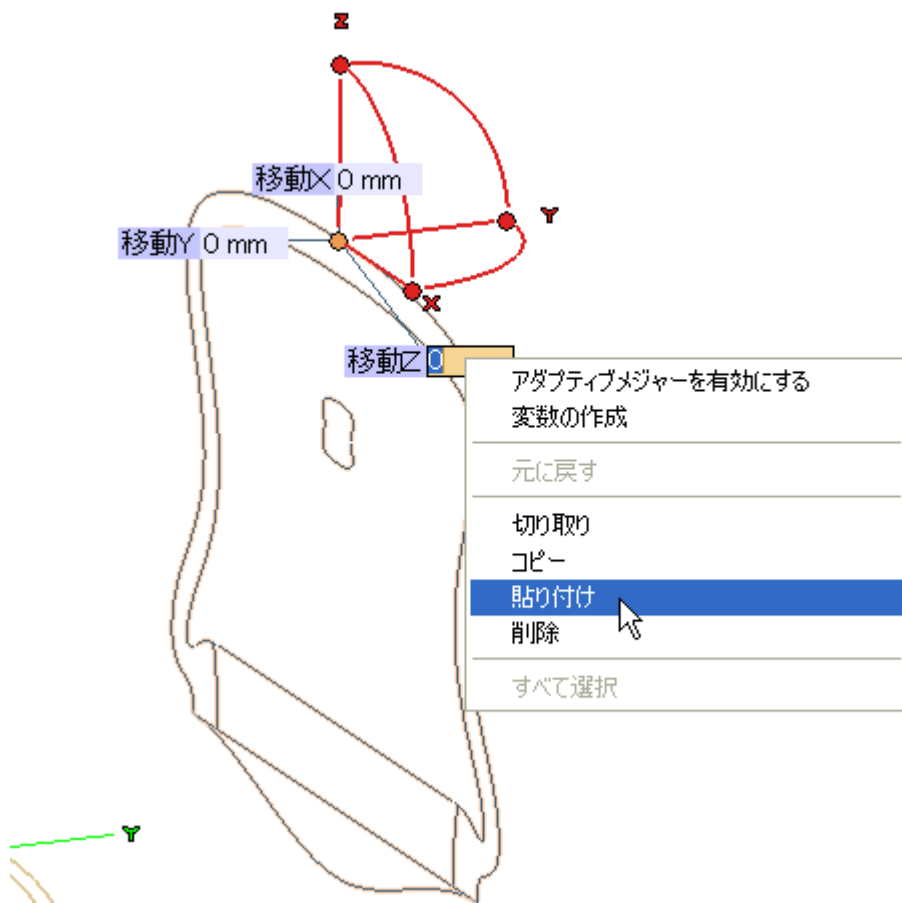 Z
移動X 0 mm
Y
移動Y 0 mm
X
移動Z 0
アダプティブメジャーを有効にする
変数の作成
元に戻す
切り取り
コピー
貼り付け
削除
すべて選択
Y